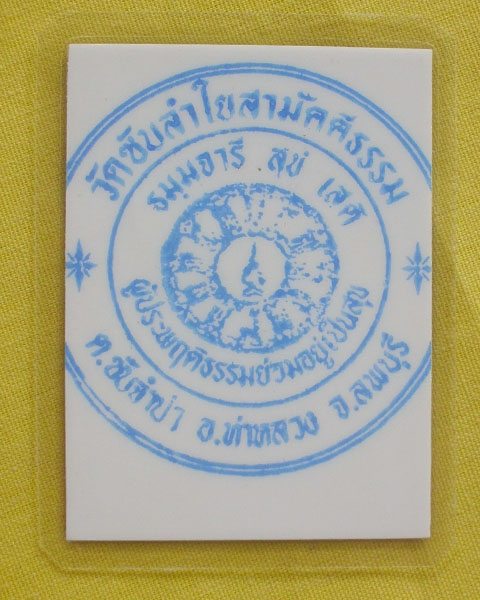 วัดซับลำใยสามัคคีธรรม
ธมฺมจารี สุขํ เสติ
ผู้ประพฤติธรรมย่อมอยู่เป็นสุข
ต.ซับจำปา อ.ท่าหลวง จ.ลพบุรี